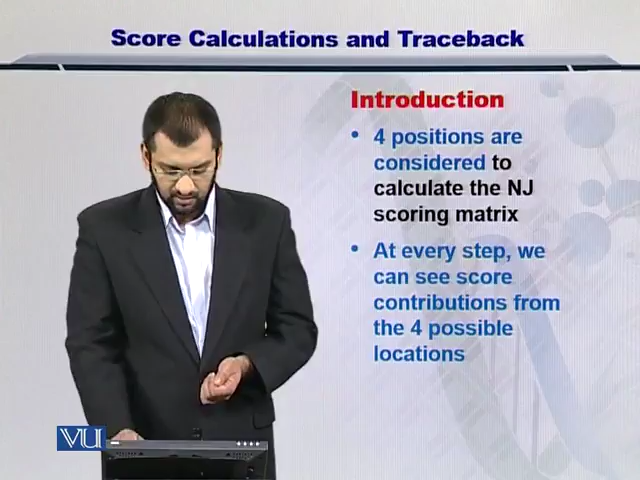 Score Calculations and Traceback
Introduction
• 4 positions are
considered to
calculate the NJ
scoring matrix
• At every step, we
can see score
contributions from
the 4 possible
locations
VU